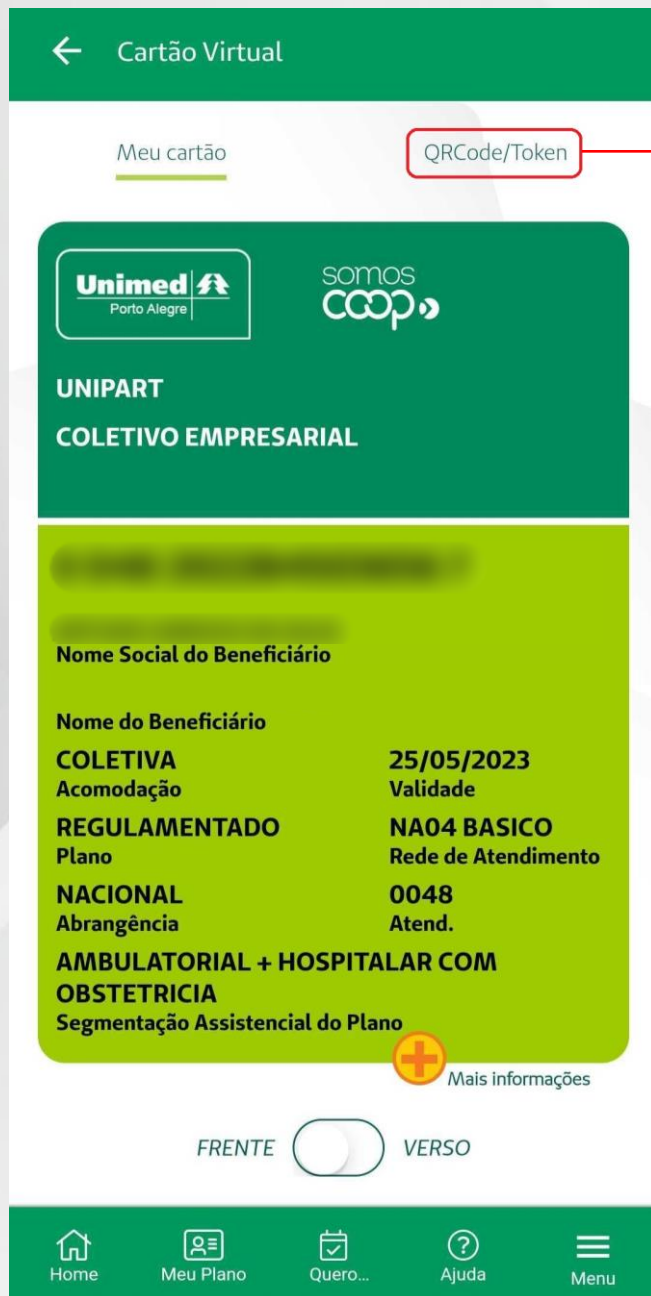 Cartão Virtual
Meu cartão
QRCode/Token
Unimed
Porto Alegre
somos
coop
UNIPART
COLETIVO EMPRESARIAL
Nome Social do Beneficiário
Nome do Beneficiário
COLETIVA
Acomodação
25/05/2023
Validade
REGULAMENTADO
Plano
NA04 BASICO
Rede de Atendimento
NACIONAL
Abrangência
0048
Atend.
AMBULATORIAL + HOSPITALAR COM
OBSTETRICIA
Segmentação Assistencial do Plano
Mais informações
FRENTE
VERSO
Home
Meu Plano
Quero...
Ajuda
Menu